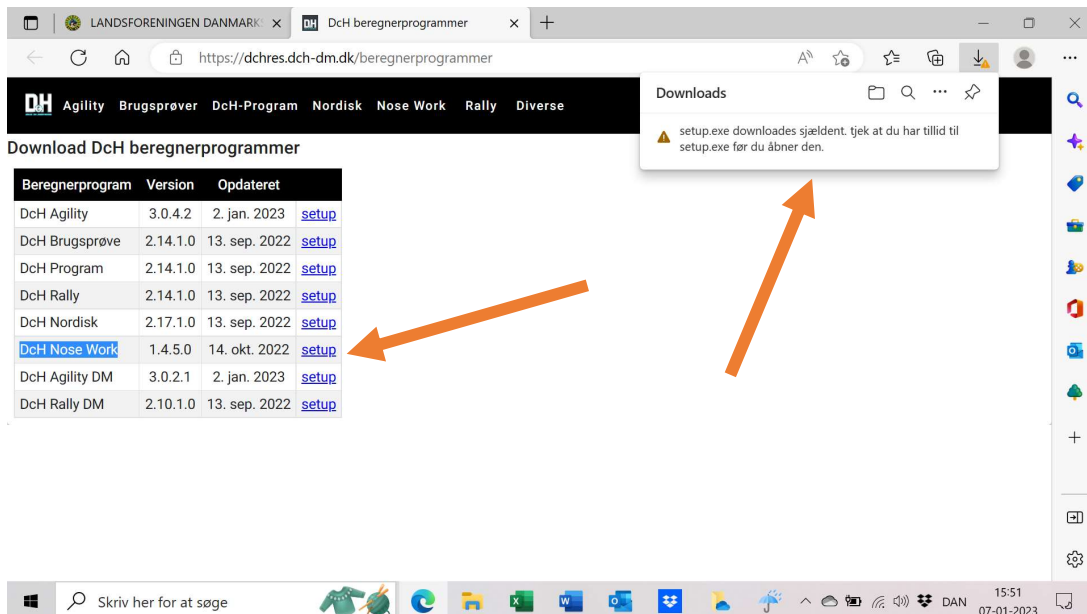 LANDSFORENINGEN DANMARKS
DcH beregnerprogrammer
https://dchres.dch-dm.dk/beregnerprogrammer
DcH Agility Brugsprøver DcH-Program Nordisk Nose Work Rally Diverse
Downloads
setup.exe downloades sjældent. tjek at du har tillid til
setup.exe før du åbner den.
Download DcH beregnerprogrammer
Beregnerprogram Version Opdateret
DcH Agility 3.0.4.2 2. jan. 2023 setup
DcH Brugsprøve 2.14.1.0 13. sep. 2022 setup
DcH Program 2.14.1.0 13. sep. 2022 setup
DcH Rally 2.14.1.0 13. sep. 2022 setup
DcH Nordisk 2.17.1.0 13. sep. 2022 setup
DcH Nose Work 1.4.5.0 14. okt. 2022 setup
DcH Agility DM 3.0.2.1 2. jan. 2023 setup
DcH Rally DM 2.10.1.0 13. sep. 2022 setup
Skriv her for at søge
DAN
15:51
07-01-2023